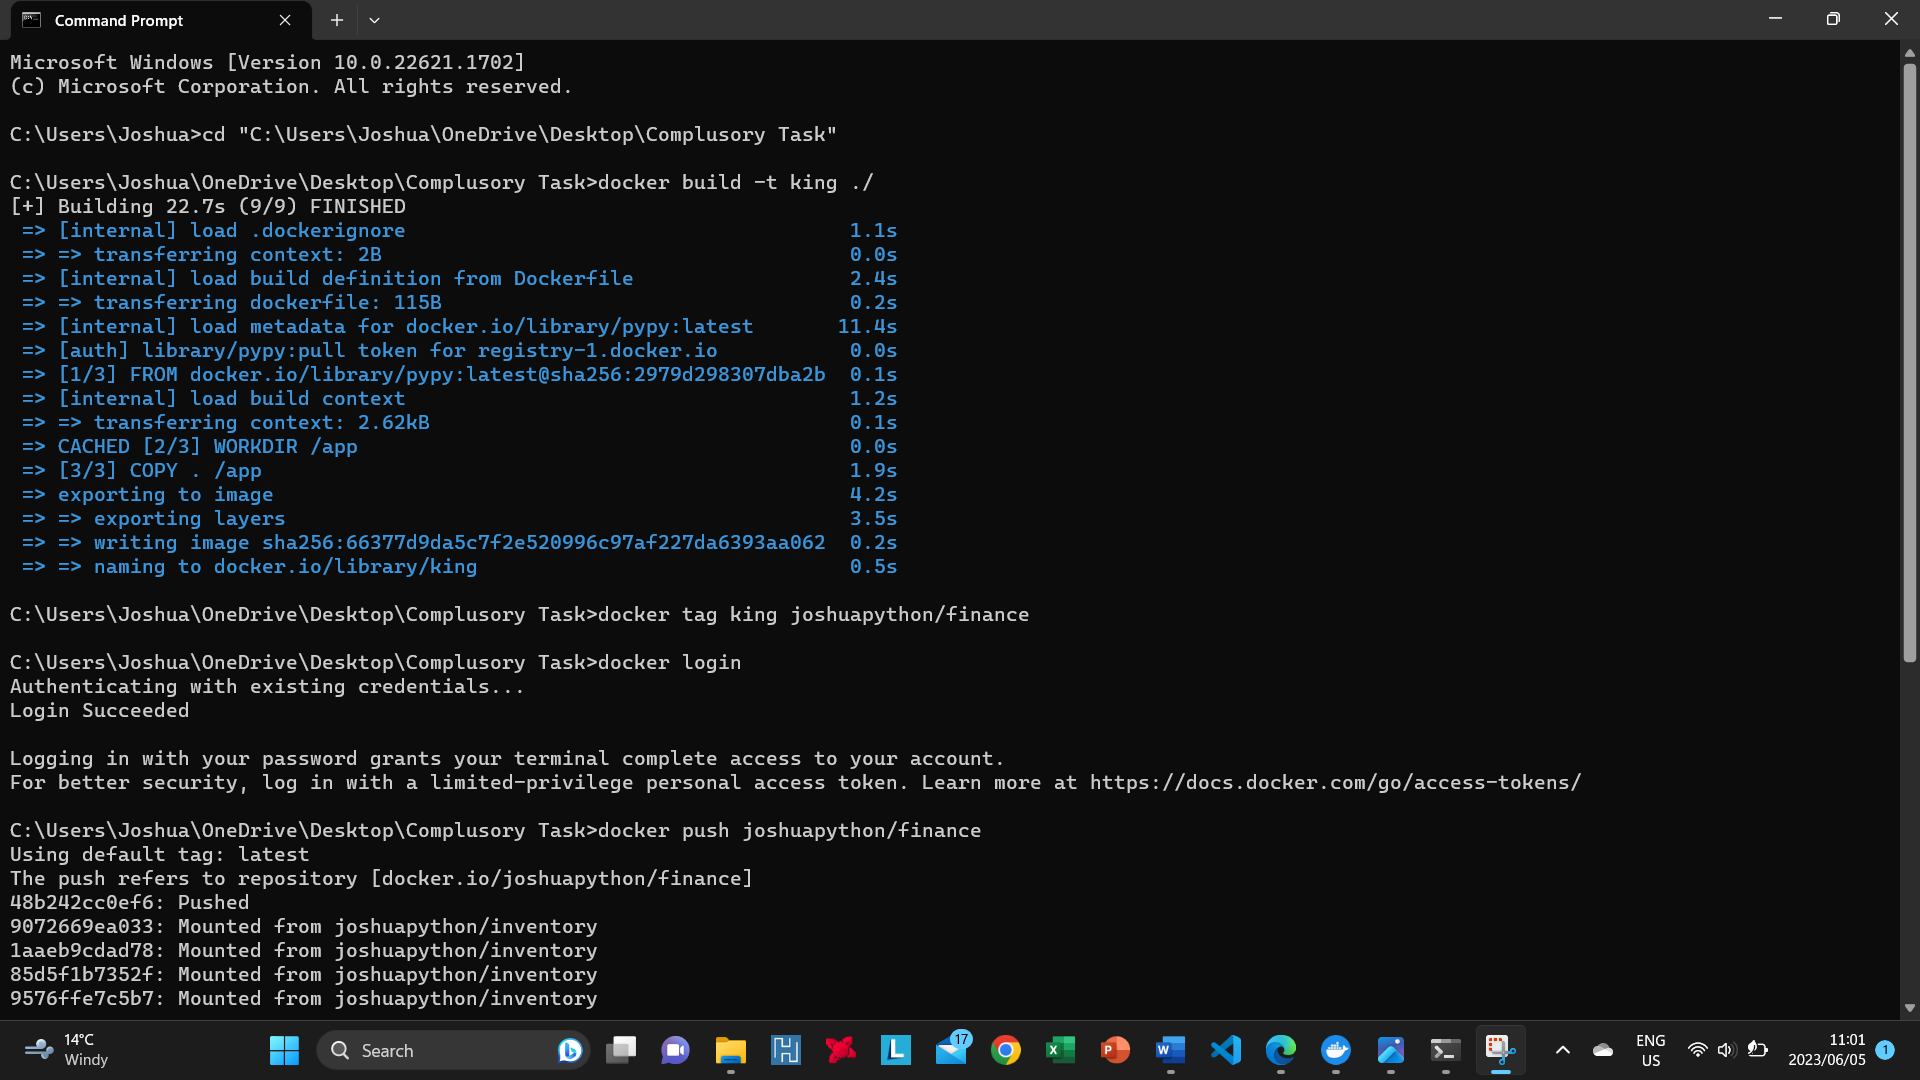 Command Prompt
Microsoft Windows [Version 10.0.22621.1702]
(c) Microsoft Corporation. All rights reserved.
C:\Users\Joshua>cd "C:\Users\Joshua\OneDrive\Desktop\Complusory Task"
C:\Users\Joshua\OneDrive\Desktop\Complusory Task>docker build -t king ./
[+] Building 22.7s (9/9) FINISHED
=> [internal] load .dockerignore 1.1s
=> => transferring context: 2B 0.0s
=> [internal] load build definition from Dockerfile 2.4s
=> => transferring dockerfile: 115B 0.2s
=> [internal] load metadata for docker.io/library/pypy:latest 11.4s
=> [auth] library/pypy:pull token for registry-1.docker.io 0.0s
=> [1/3] FROM docker.io/library/pypy:latest@sha256:2979d298307dba2b 0.1s
=> [internal] load build context 1.2s
=> => transferring context: 2.62kB 0.1s
=> CACHED [2/3] WORKDIR /app 0.0s
=> [3/3] COPY . /app 1.9s
=> exporting to image 4.2s
=> => exporting layers 3.5s
=> => writing image sha256:66377d9da5c7f2e520996c97af227da6393aa062 0.2s
=> => naming to docker.io/library/king 0.5s
C:\Users\Joshua\OneDrive\Desktop\Complusory Task>docker tag king joshuapython/finance
C:\Users\Joshua\OneDrive\Desktop\Complusory Task>docker login
Authenticating with existing credentials...
Login Succeeded
Logging in with your password grants your terminal complete access to your account.
For better security, log in with a limited-privilege personal access token. Learn more at https://docs.docker.com/go/access-tokens/
C:\Users\Joshua\OneDrive\Desktop\Complusory Task>docker push joshuapython/finance
Using default tag: latest
The push refers to repository [docker.io/joshuapython/finance]
48b242cc0ef6: Pushed
9072669ea033: Mounted from joshuapython/inventory
1aaeb9cdad78: Mounted from joshuapython/inventory
85d5f1b7352f: Mounted from joshuapython/inventory
9576ffe7c5b7: Mounted from joshuapython/inventory
14°C
Windy
Search
17
ENG
US
11:01
2023/06/05
1